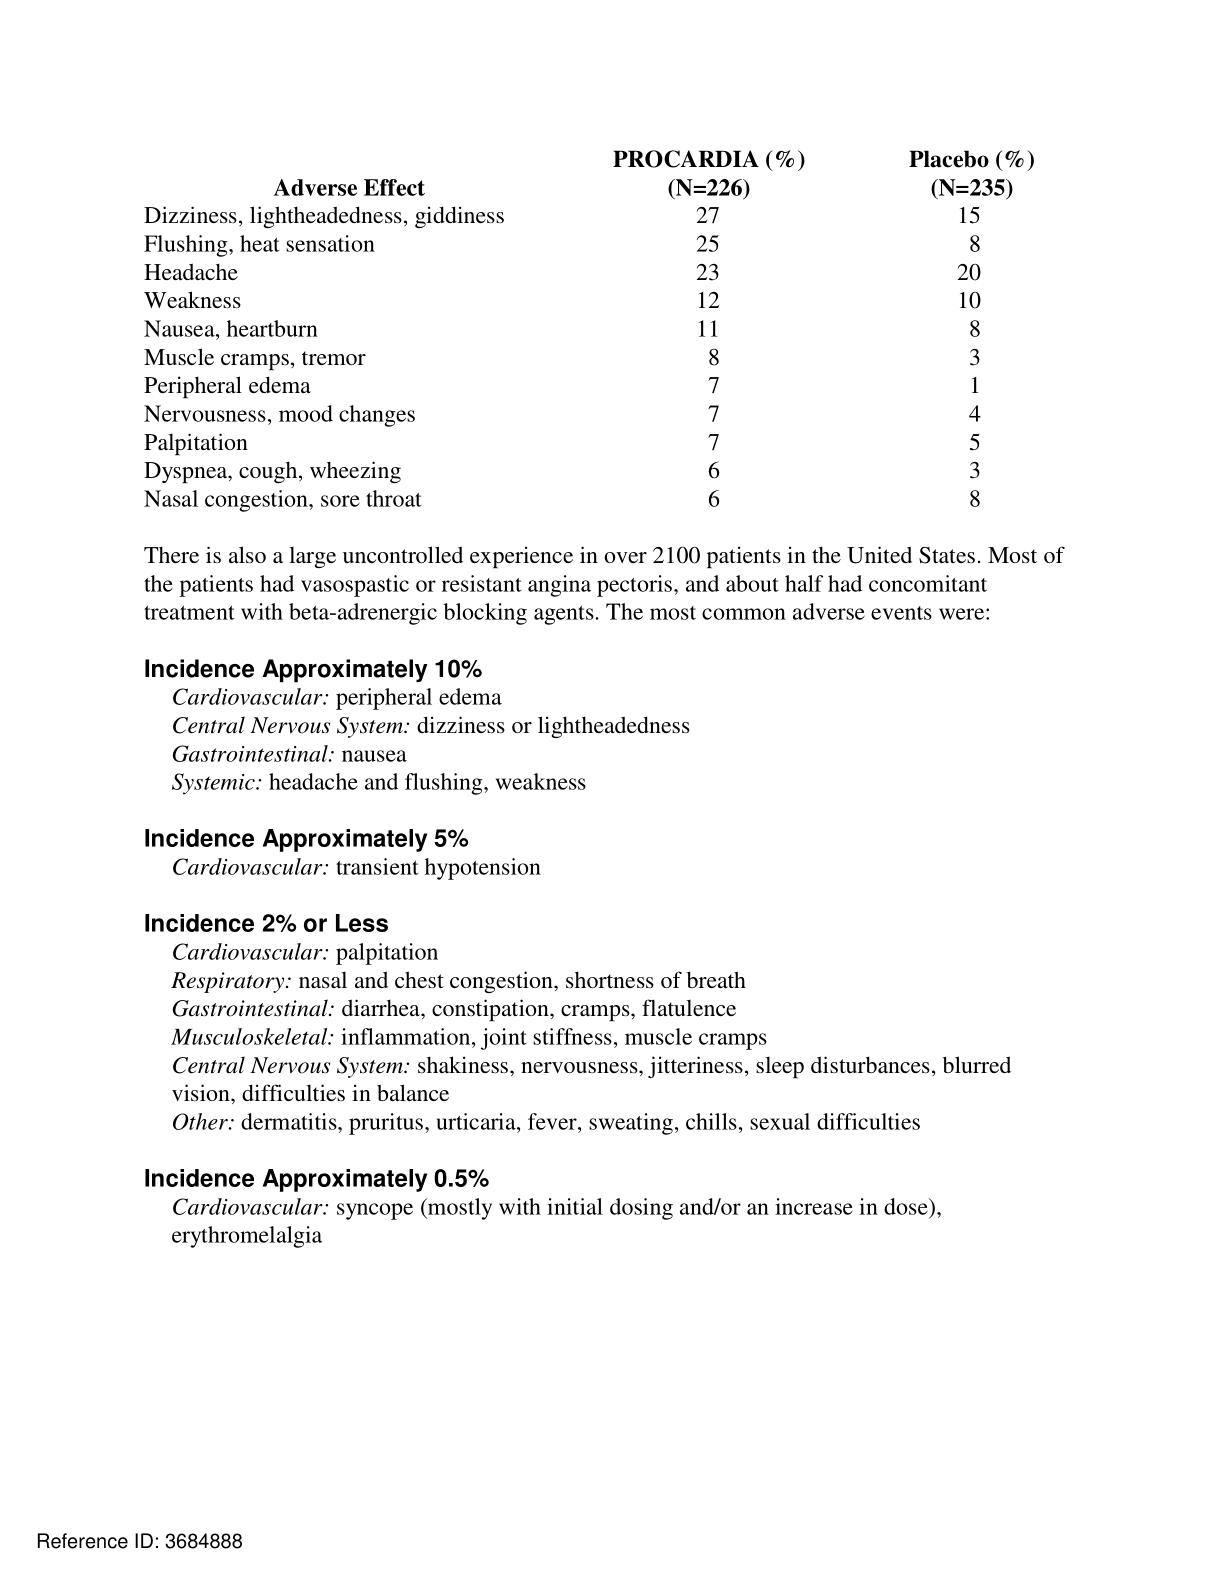 PROCARDIA (%) Placebo (%)
Adverse Effect (N=226) (N=235)
Dizziness, lightheadedness, giddiness 27 15
Flushing, heat sensation 25 8
Headache 23 20
Weakness 12 10
Nausea, heartburn 11 8
Muscle cramps, tremor 8 3
Peripheral edema 7 1
Nervousness, mood changes 7 4
Palpitation 7 5
Dyspnea, cough, wheezing 6 3
Nasal congestion, sore throat 6 8
There is also a large uncontrolled experience in over 2100 patients in the United States. Most of
the patients had vasospastic or resistant angina pectoris, and about half had concomitant
treatment with beta-adrenergic blocking agents. The most common adverse events were:
Incidence Approximately 10%
Cardiovascular: peripheral edema
Central Nervous System: dizziness or lightheadedness
Gastrointestinal: nausea
Systemic: headache and flushing, weakness
Incidence Approximately 5%
Cardiovascular: transient hypotension
Incidence 2% or Less
Cardiovascular: palpitation
Respiratory: nasal and chest congestion, shortness of breath
Gastrointestinal: diarrhea, constipation, cramps, flatulence
Musculoskeletal: inflammation, joint stiffness, muscle cramps
Central Nervous System: shakiness, nervousness, jitteriness, sleep disturbances, blurred
vision, difficulties in balance
Other: dermatitis, pruritus, urticaria, fever, sweating, chills, sexual difficulties
Incidence Approximately 0.5%
Cardiovascular: syncope (mostly with initial dosing and/or an increase in dose),
erythromelalgia
Reference ID: 3684888